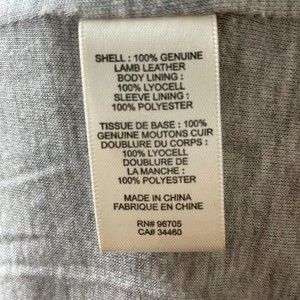 SHELL : 100% GENUINE
LAMB LEATHER
BODY LINING :
100% LYOCELL
SLEEVE LINING :
100% POLYESTER
TISSUE DE BASE : 100%
GENUINE MOUTONS CUIR
DOUBLURE DU CORPS :
100% LYOCELL
DOUBLURE DE
LA MANCHE :
100% POLYESTER
MADE IN CHINA
FABRIQUE EN CHINE
RN# 96705
CA# 34460